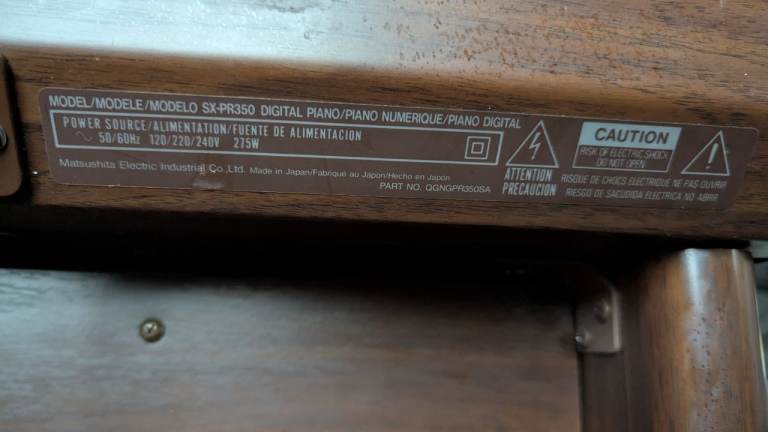 MODEL/MODELE/MODELO SX-PR350 DIGITAL PIANO/PIANO NUMERIQUE/PIANO DIGITAL
POWER SOURCE/ALIMENTATION/FUENTE DE ALIMENTACION
∿ 50/60Hz 120/220/240V 275W
Matsushita Electric Industrial Co.,Ltd. Made in Japan/Fabriqué au Japon/Hecho en Japon
PART NO. QGNGPR350SA
ATTENTION
PRECAUCION
CAUTION
RISK OF ELECTRIC SHOCK
DO NOT OPEN
RISQUE DE CHOCS ELECTRIQUE NE PAS OUVRIR
RIESGO DE SACUDIDA ELECTRICA NO ABRIR